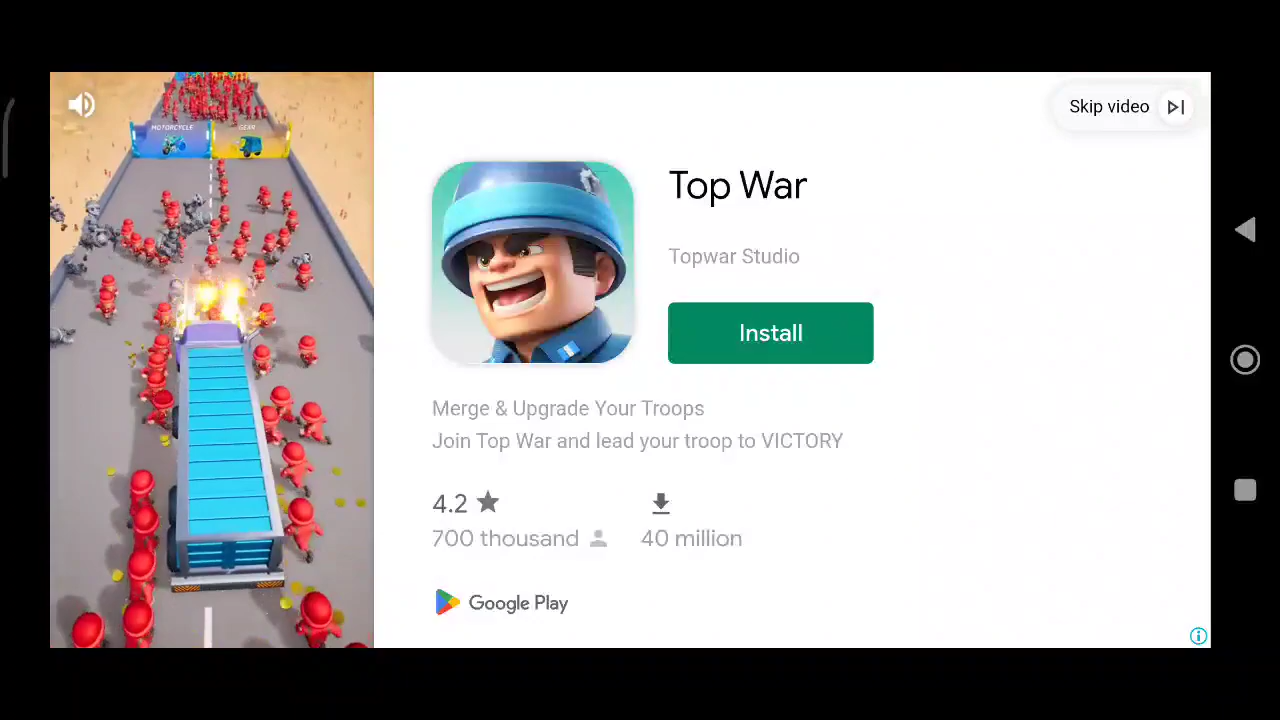 MOTORCYCLE
GEAR
Skip video
Top War
Topwar Studio
Install
Merge & Upgrade Your Troops
Join Top War and lead your troop to VICTORY
4.2
700 thousand
40 million
Google Play